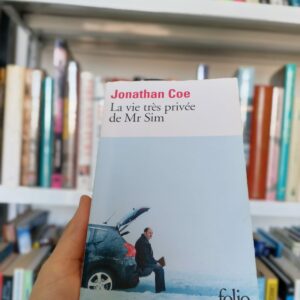 Jonathan Coe
La vie très privée
de Mr Sim
folio